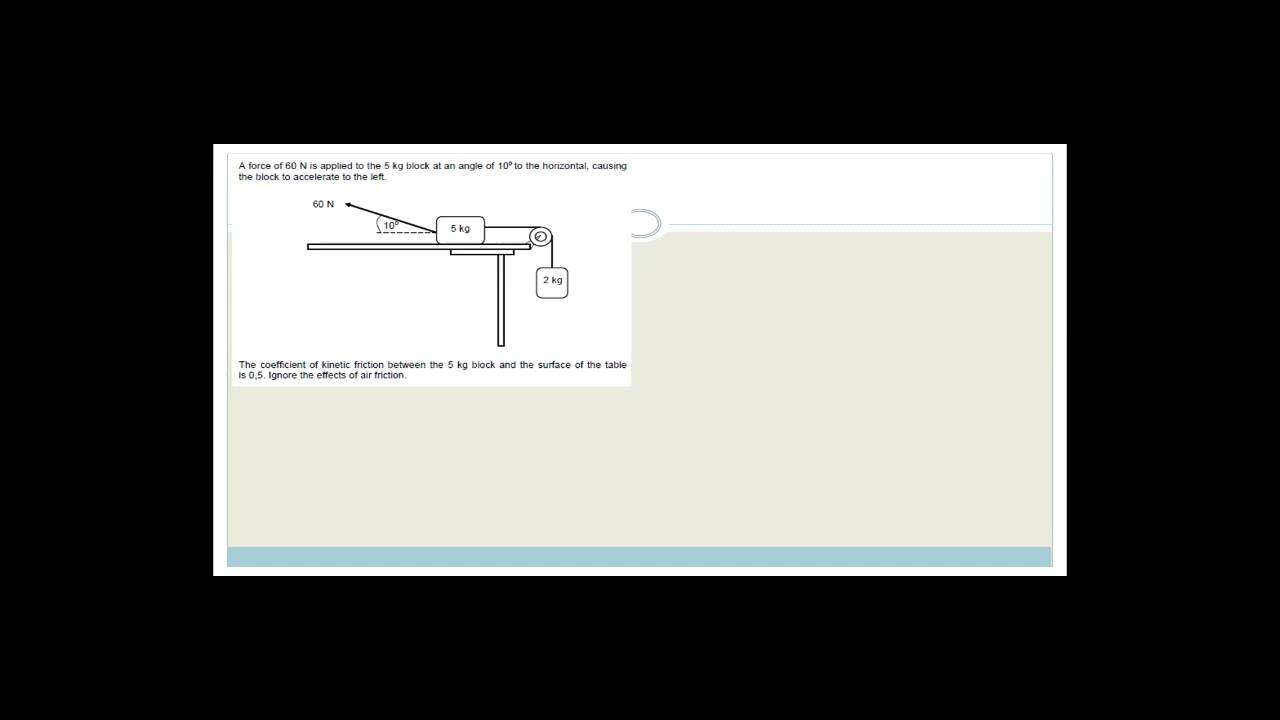 A force of 60 N is applied to the 5 kg block at an angle of 10⁰ to the horizontal, causing
the block to accelerate to the left.
60 N
10⁰
5 kg
2 kg
The coefficient of kinetic friction between the 5 kg block and the surface of the table
is 0,5. Ignore the effects of air friction.